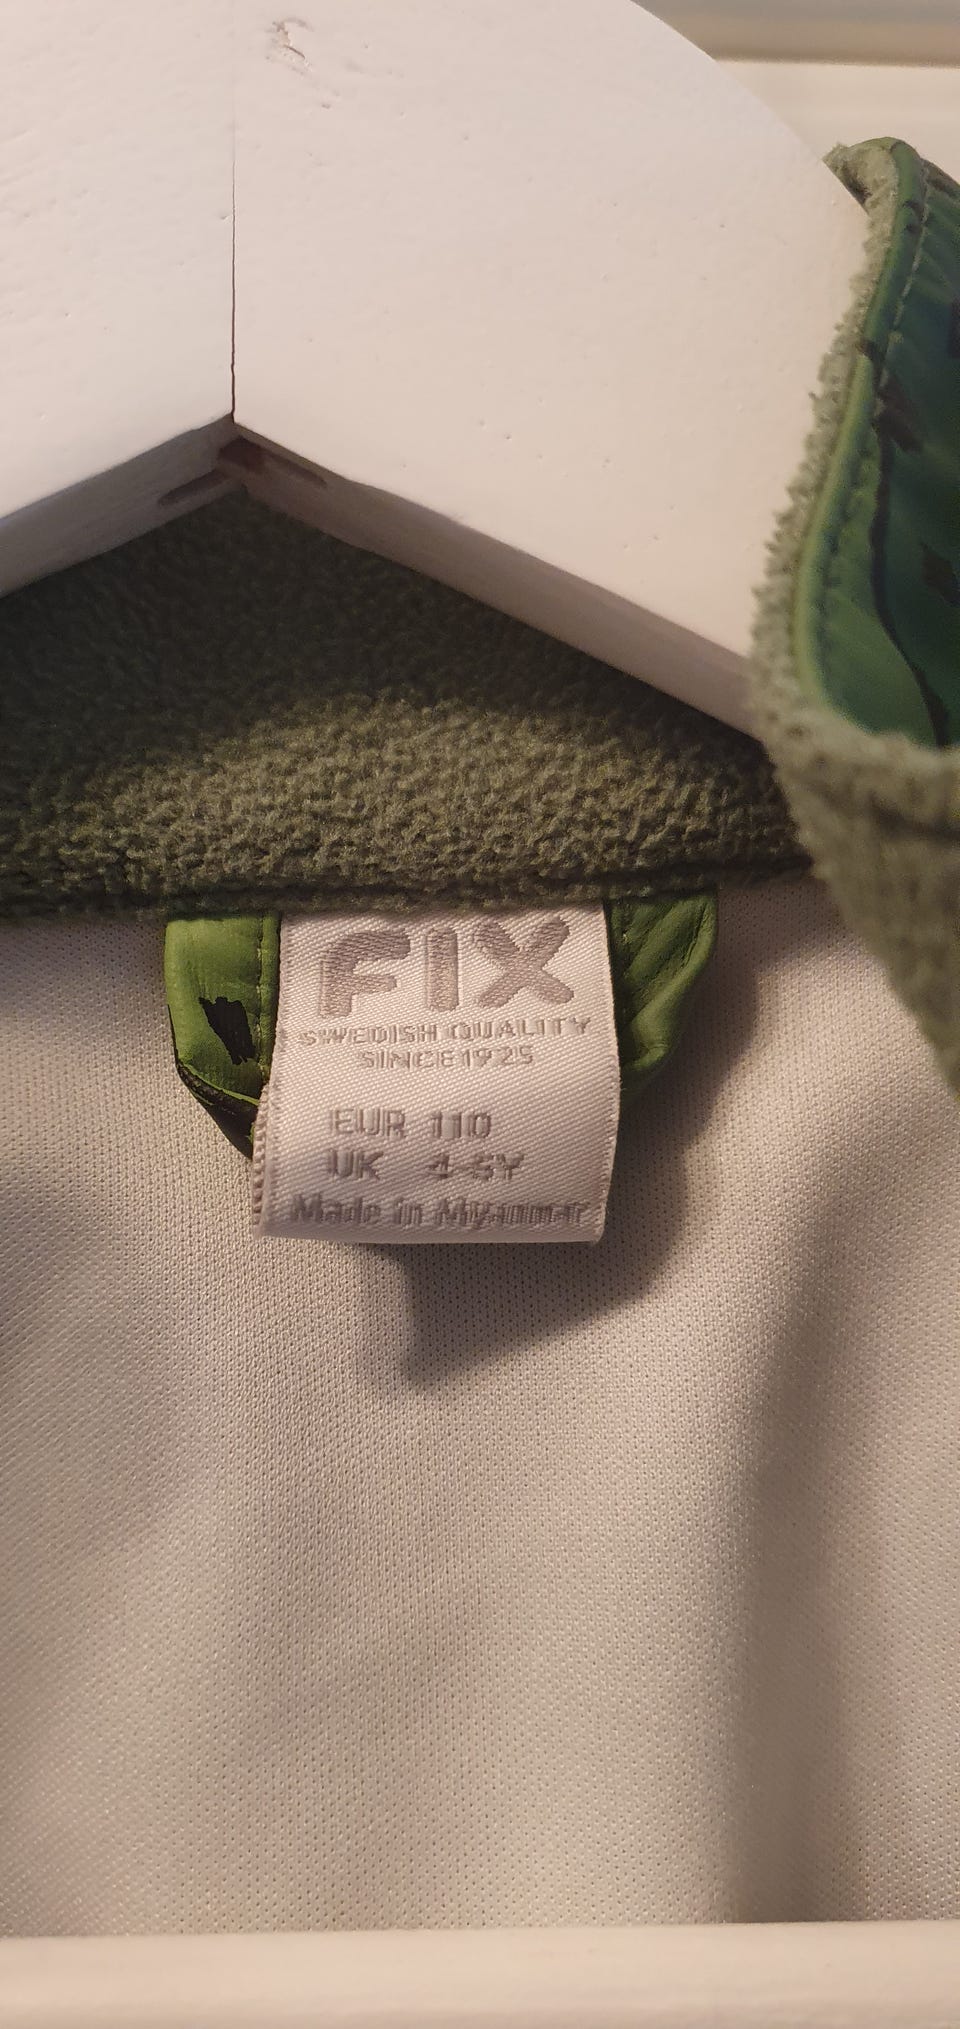 FIX
SWEDISH QUALITY
SINCE 1925
EUR 110
UK 4-5Y
Made in Myanmar